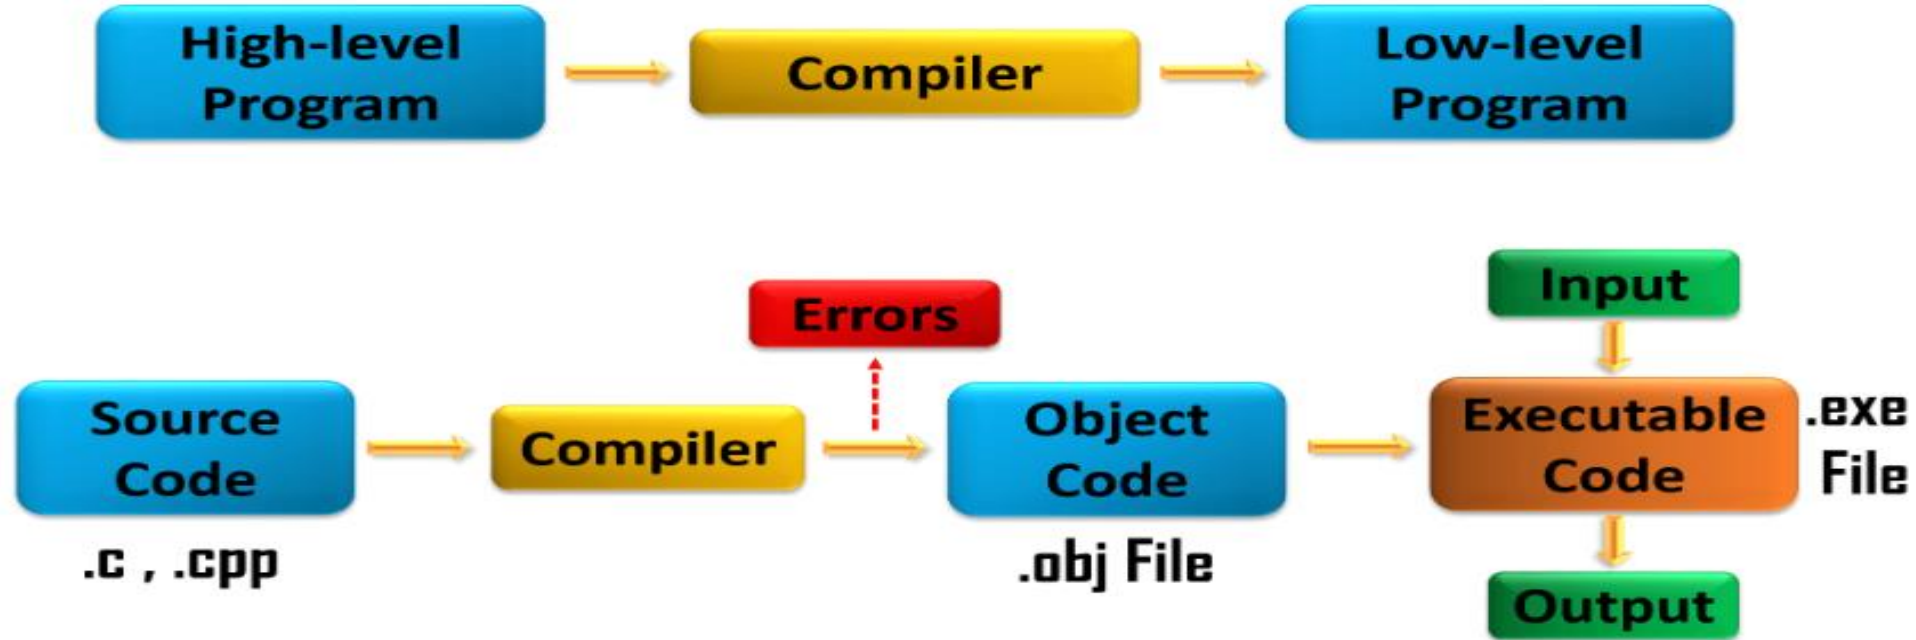 High-level
Program
Compiler
Low-level
Program
Errors
Input
Source
Code
Compiler
Object
Code
Executable
Code
.exe
File
.c , .cpp
.obj File
Output